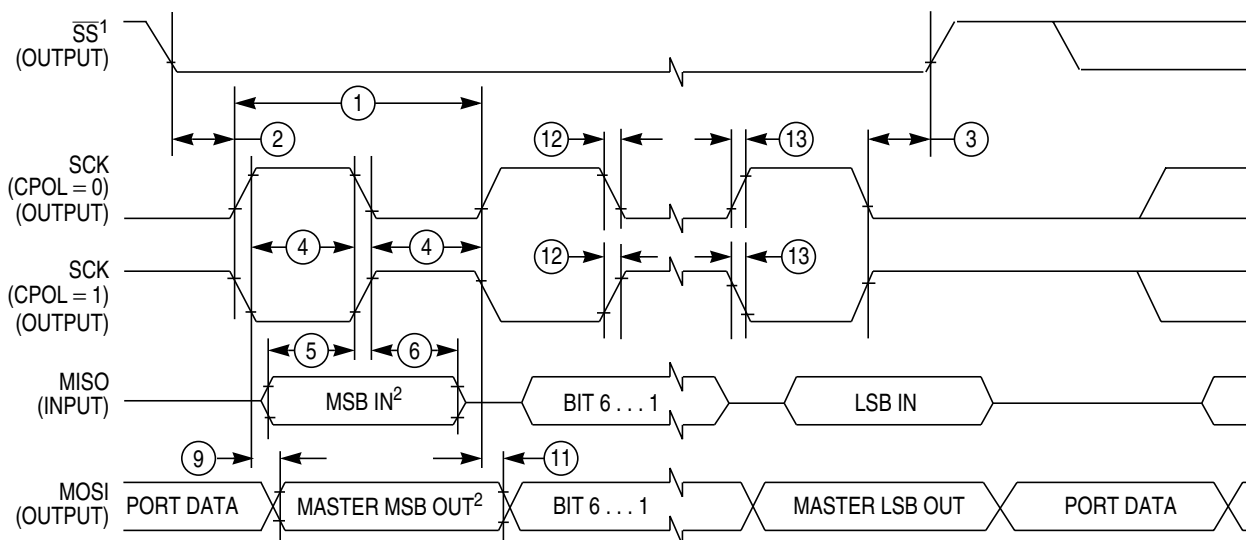 SS¹
(OUTPUT)
1
2
12
13
3
SCK
(CPOL = 0)
(OUTPUT)
4
4
SCK
(CPOL = 1)
(OUTPUT)
12
13
5
6
MISO
(INPUT)
MSB IN²
BIT 6 . . . 1
LSB IN
9
11
MOSI
(OUTPUT)
PORT DATA
MASTER MSB OUT²
BIT 6 . . . 1
MASTER LSB OUT
PORT DATA